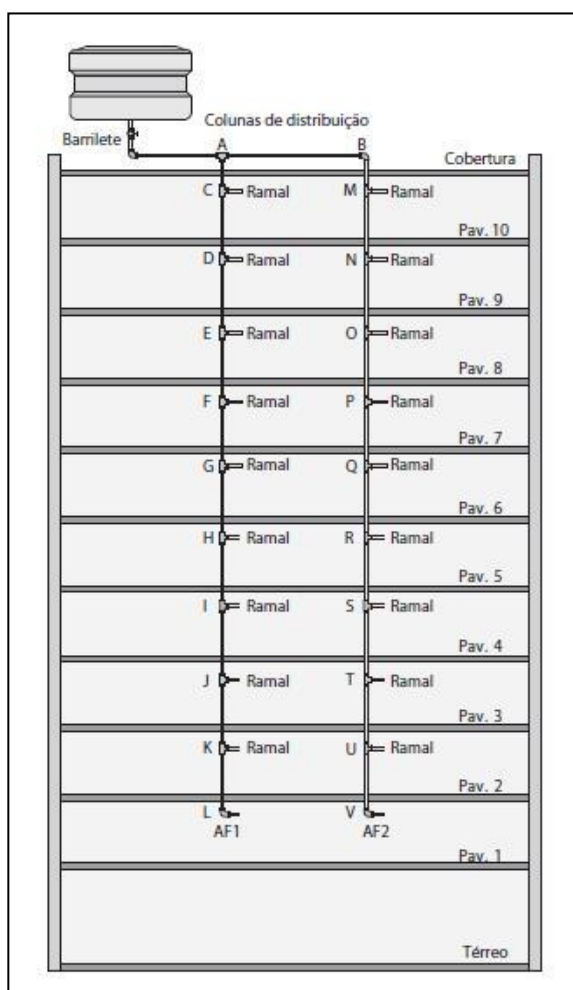 Colunas de distribuição
Barrilete
A B
Cobertura
C Ramal M Ramal
Pav. 10
D Ramal N Ramal
Pav. 9
E Ramal O Ramal
Pav. 8
F Ramal P Ramal
Pav. 7
G Ramal Q Ramal
Pav. 6
H Ramal R Ramal
Pav. 5
I Ramal S Ramal
Pav. 4
J Ramal T Ramal
Pav. 3
K Ramal U Ramal
Pav. 2
L V
AF1 AF2
Pav. 1
Térreo